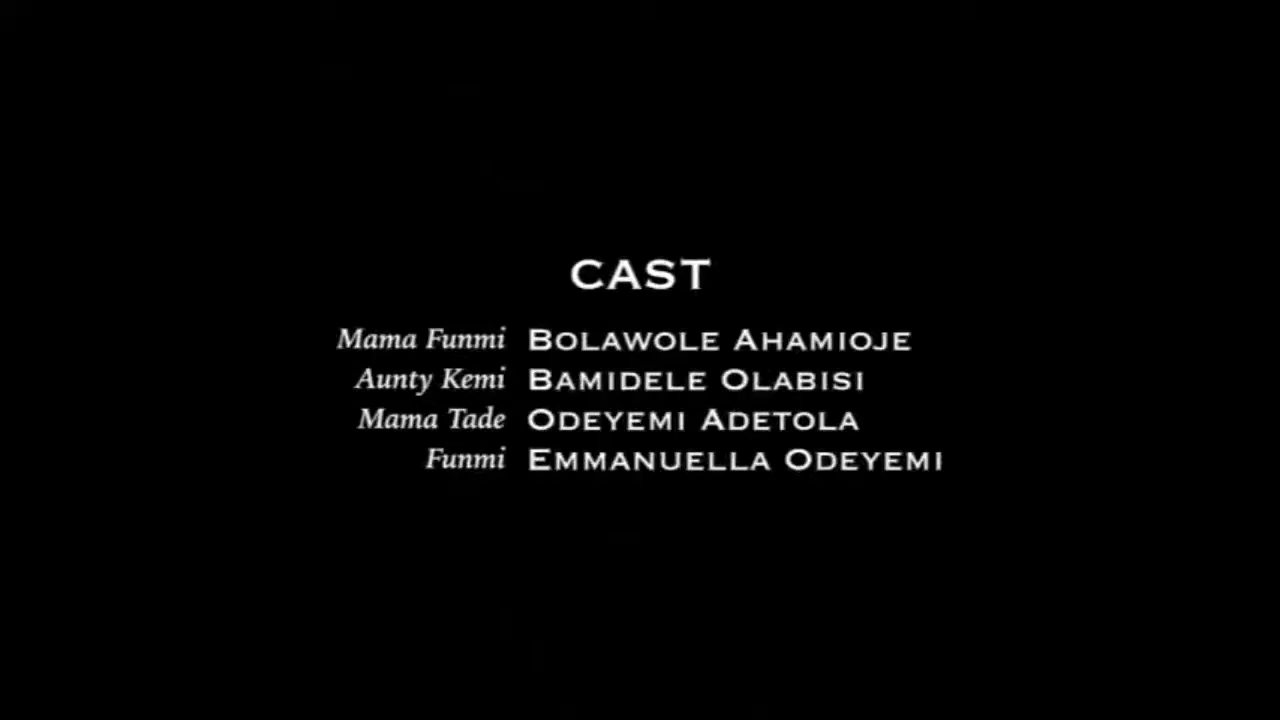 CAST
Mama Funmi BOLAWOLE AHAMIOJE
Aunty Kemi BAMIDELE OLABISI
Mama Tade ODEYEMI ADETOLA
Funmi EMMANUELLA ODEYEMI